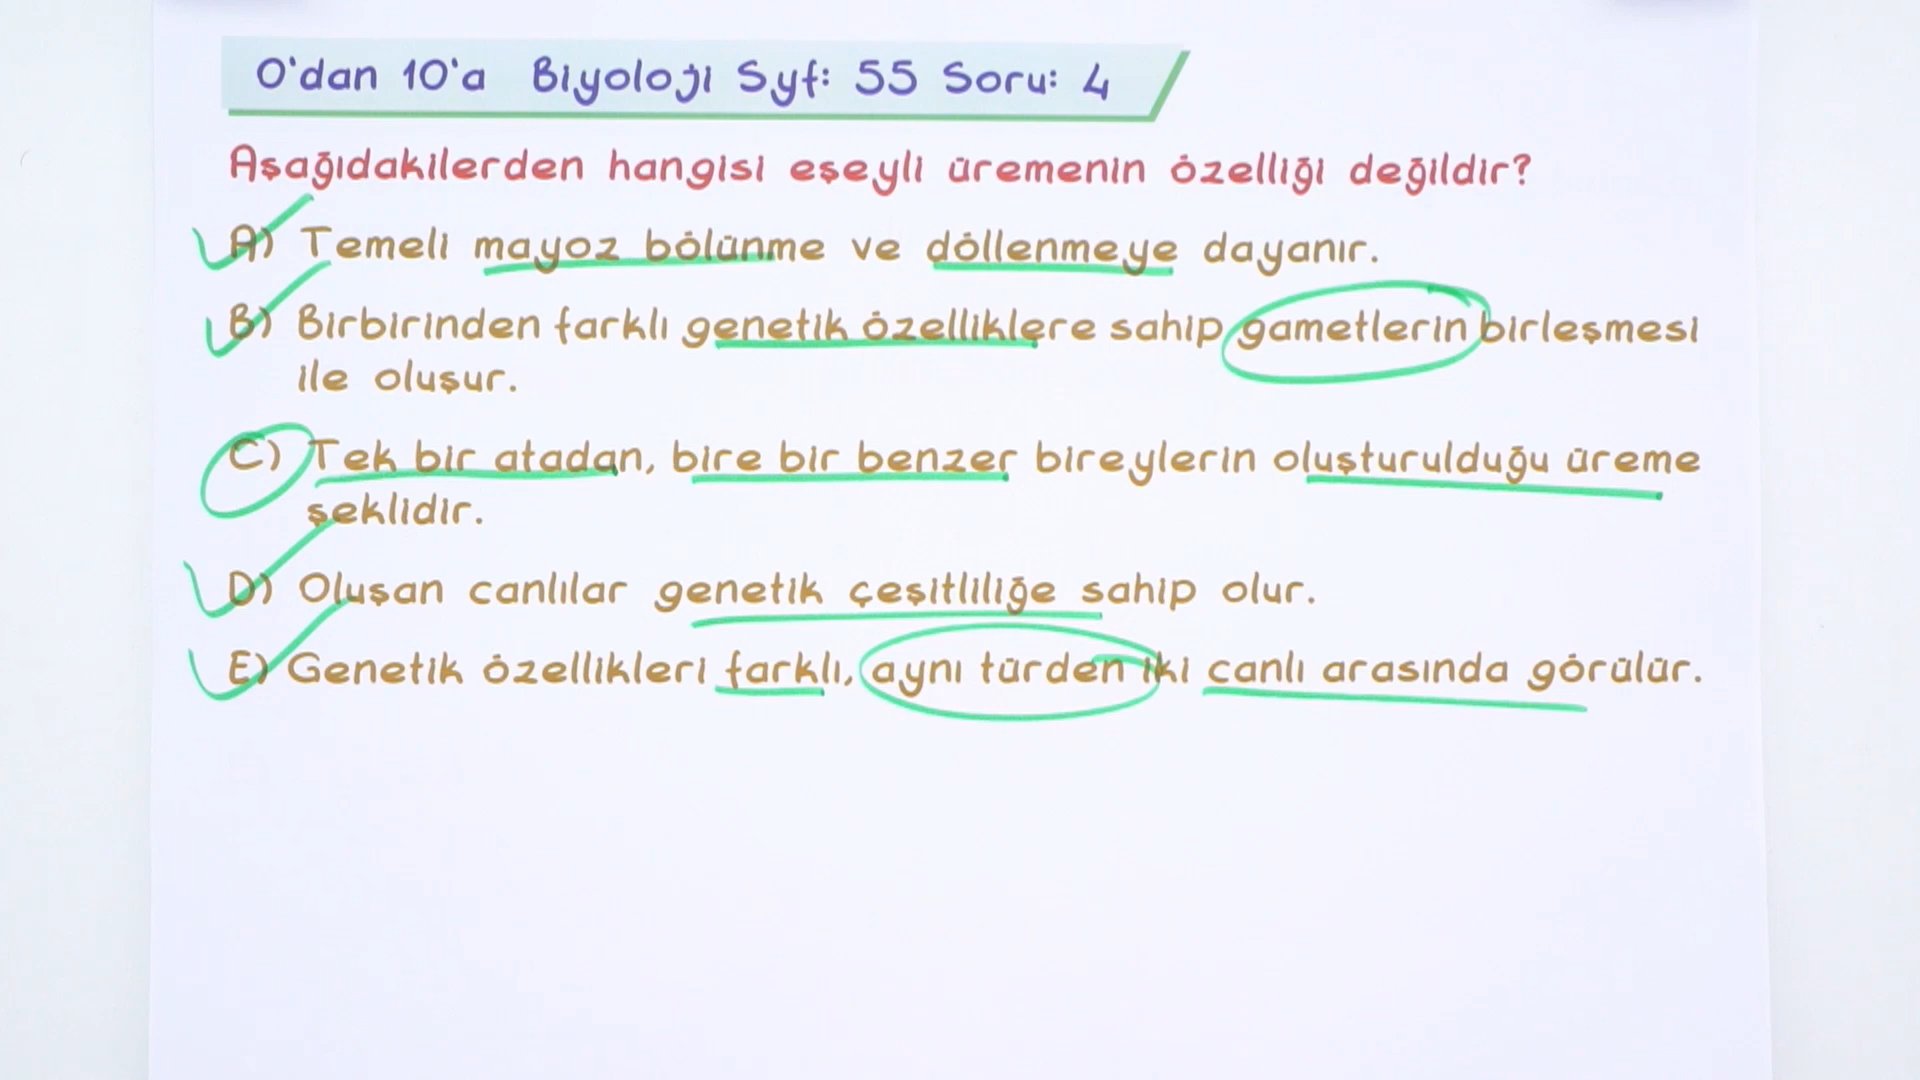 0'dan 10'a Biyoloji Syf: 55 Soru: 4
Aşağıdakilerden hangisi eşeyli üremenin özelliği değildir?
A) Temeli mayoz bölünme ve döllenmeye dayanır.
B) Birbirinden farklı genetik özelliklere sahip gametlerin birleşmesi
ile oluşur.
C) Tek bir atadan, bire bir benzer bireylerin oluşturulduğu üreme
şeklidir.
D) Oluşan canlılar genetik çeşitliliğe sahip olur.
E) Genetik özellikleri farklı, aynı türden iki canlı arasında görülür.